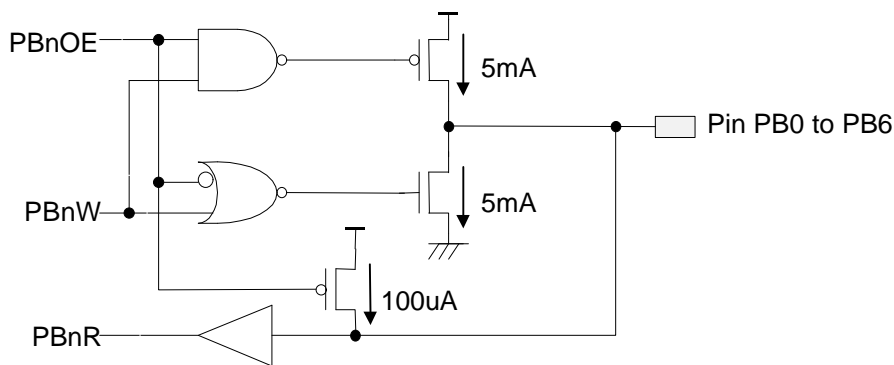 PBnOE
5mA
Pin PB0 to PB6
PBnW
5mA
100uA
PBnR